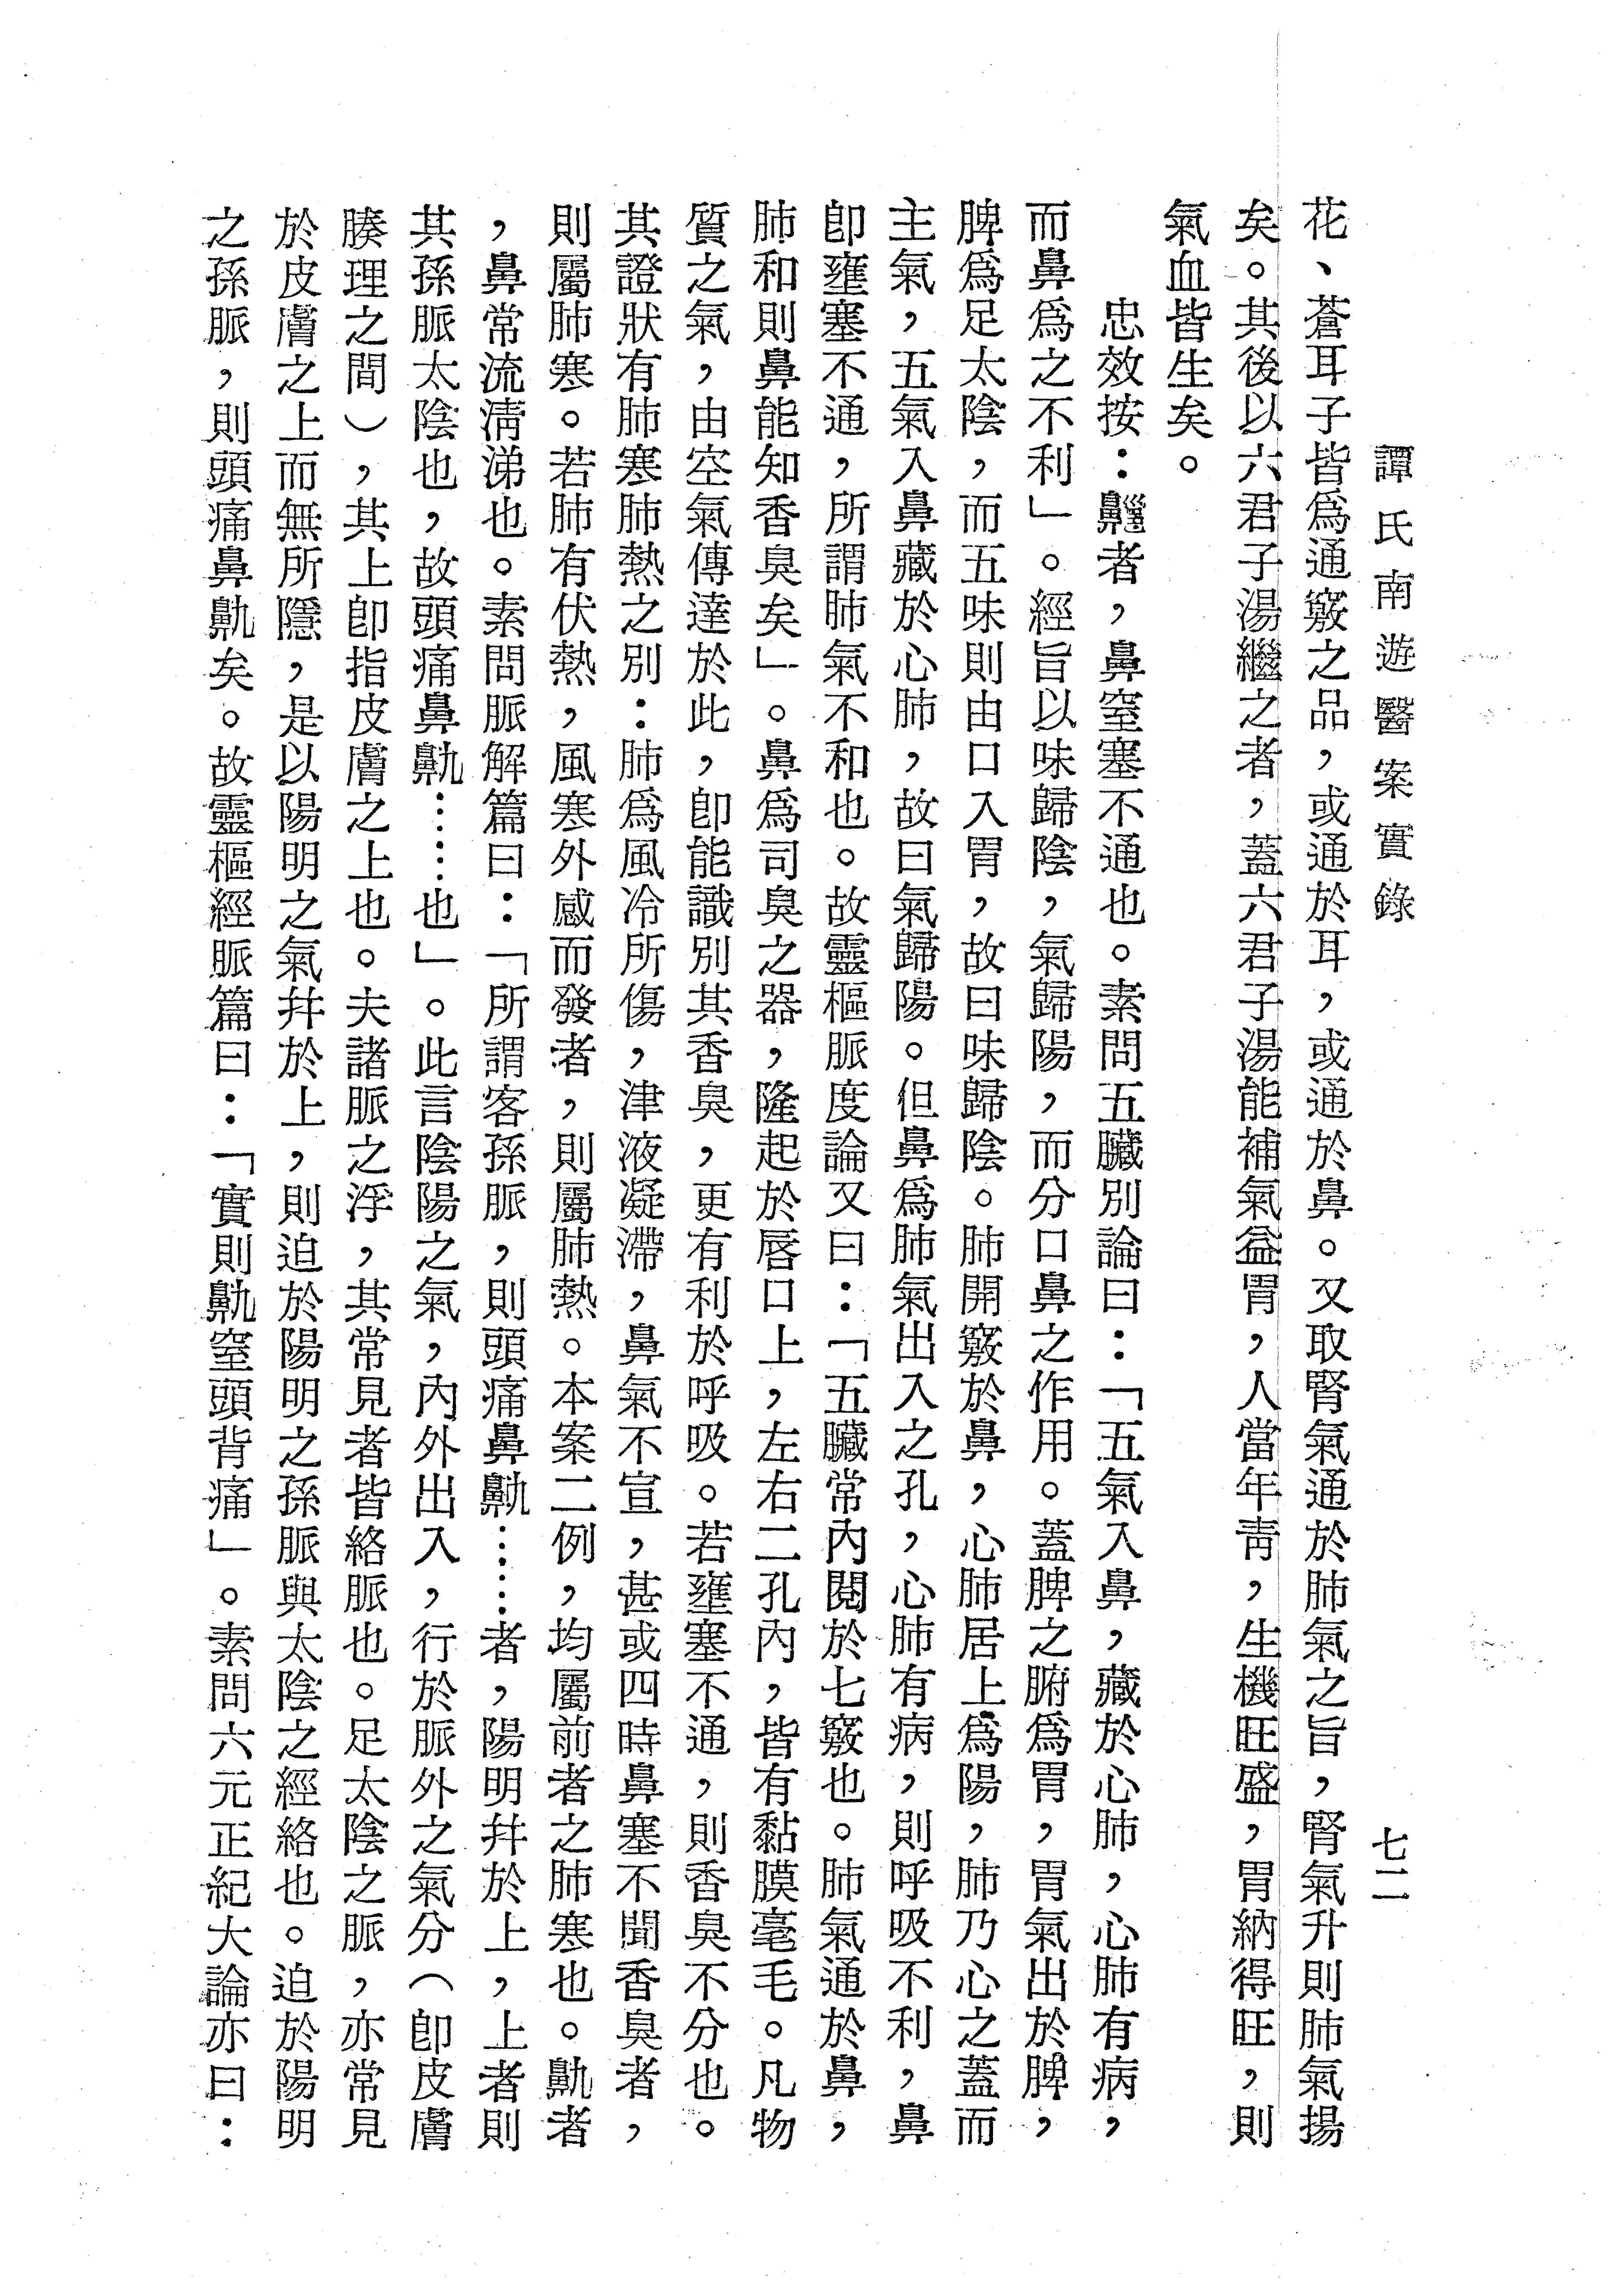 譚氏南遊醫案實錄
七二
花、蒼耳子皆爲通竅之品，或通於耳，或通於鼻。又取腎氣通於肺氣之旨，腎氣升則肺氣揚
矣。其後以六君子湯繼之者，蓋六君子湯能補氣益胃，人當年青，生機旺盛，胃納得旺，則
氣血皆生矣。
忠效按：鼻者，鼻窒塞不通也。素問五臟別論曰：「五氣入鼻，藏於心肺，心肺有病，
而鼻爲之不利」。經旨以味歸陰，氣歸陽，而分口鼻之作用。蓋脾之腑爲胃，胃氣出於脾，
脾爲足太陰，而五味則由口入胃，故曰味歸陰。肺開竅於鼻，心肺居上爲陽，肺乃心之蓋而
主氣，五氣入鼻藏於心肺，故曰氣歸陽。但鼻爲肺氣出入之孔，心肺有病，則呼吸不利，鼻
卽壅塞不通，所謂肺氣不和也。故靈樞脈度論又曰：「五臟常內閱於七竅也。肺氣通於鼻，
肺和則鼻能知香臭矣」。鼻爲司臭之器，隆起於唇口上，左右二孔內，皆有黏膜毫毛。凡物
質之氣，由空氣傳達於此，卽能識別其香臭，更有利於呼吸。若壅塞不通，則香臭不分也。
其證狀有肺寒肺熱之別：肺爲風冷所傷，津液凝滯，鼻氣不宣，甚或四時鼻塞不聞香臭者，
則屬肺寒。若肺有伏熱，風寒外感而發者，則屬肺熱。本案二例，均屬前者之肺寒也。鼽者
，鼻常流淸涕也。素問脈解篇曰：「所謂客孫脈，則頭痛鼻鼽……者，陽明幷於上，上者則
其孫脈太陰也，故頭痛鼻鼽……也」。此言陰陽之氣，內外出入，行於脈外之氣分（卽皮膚
腠理之間），其上卽指皮膚之上也。夫諸脈之浮，其常見者皆絡脈也。足太陰之脈，亦常見
於皮膚之上而無所隱，是以陽明之氣幷於上，則迫於陽明之孫脈與太陰之經絡也。迫於陽明
之孫脈，則頭痛鼻鼽矣。故靈樞經脈篇曰：「實則鼽窒頭背痛」。素問六元正紀大論亦曰：